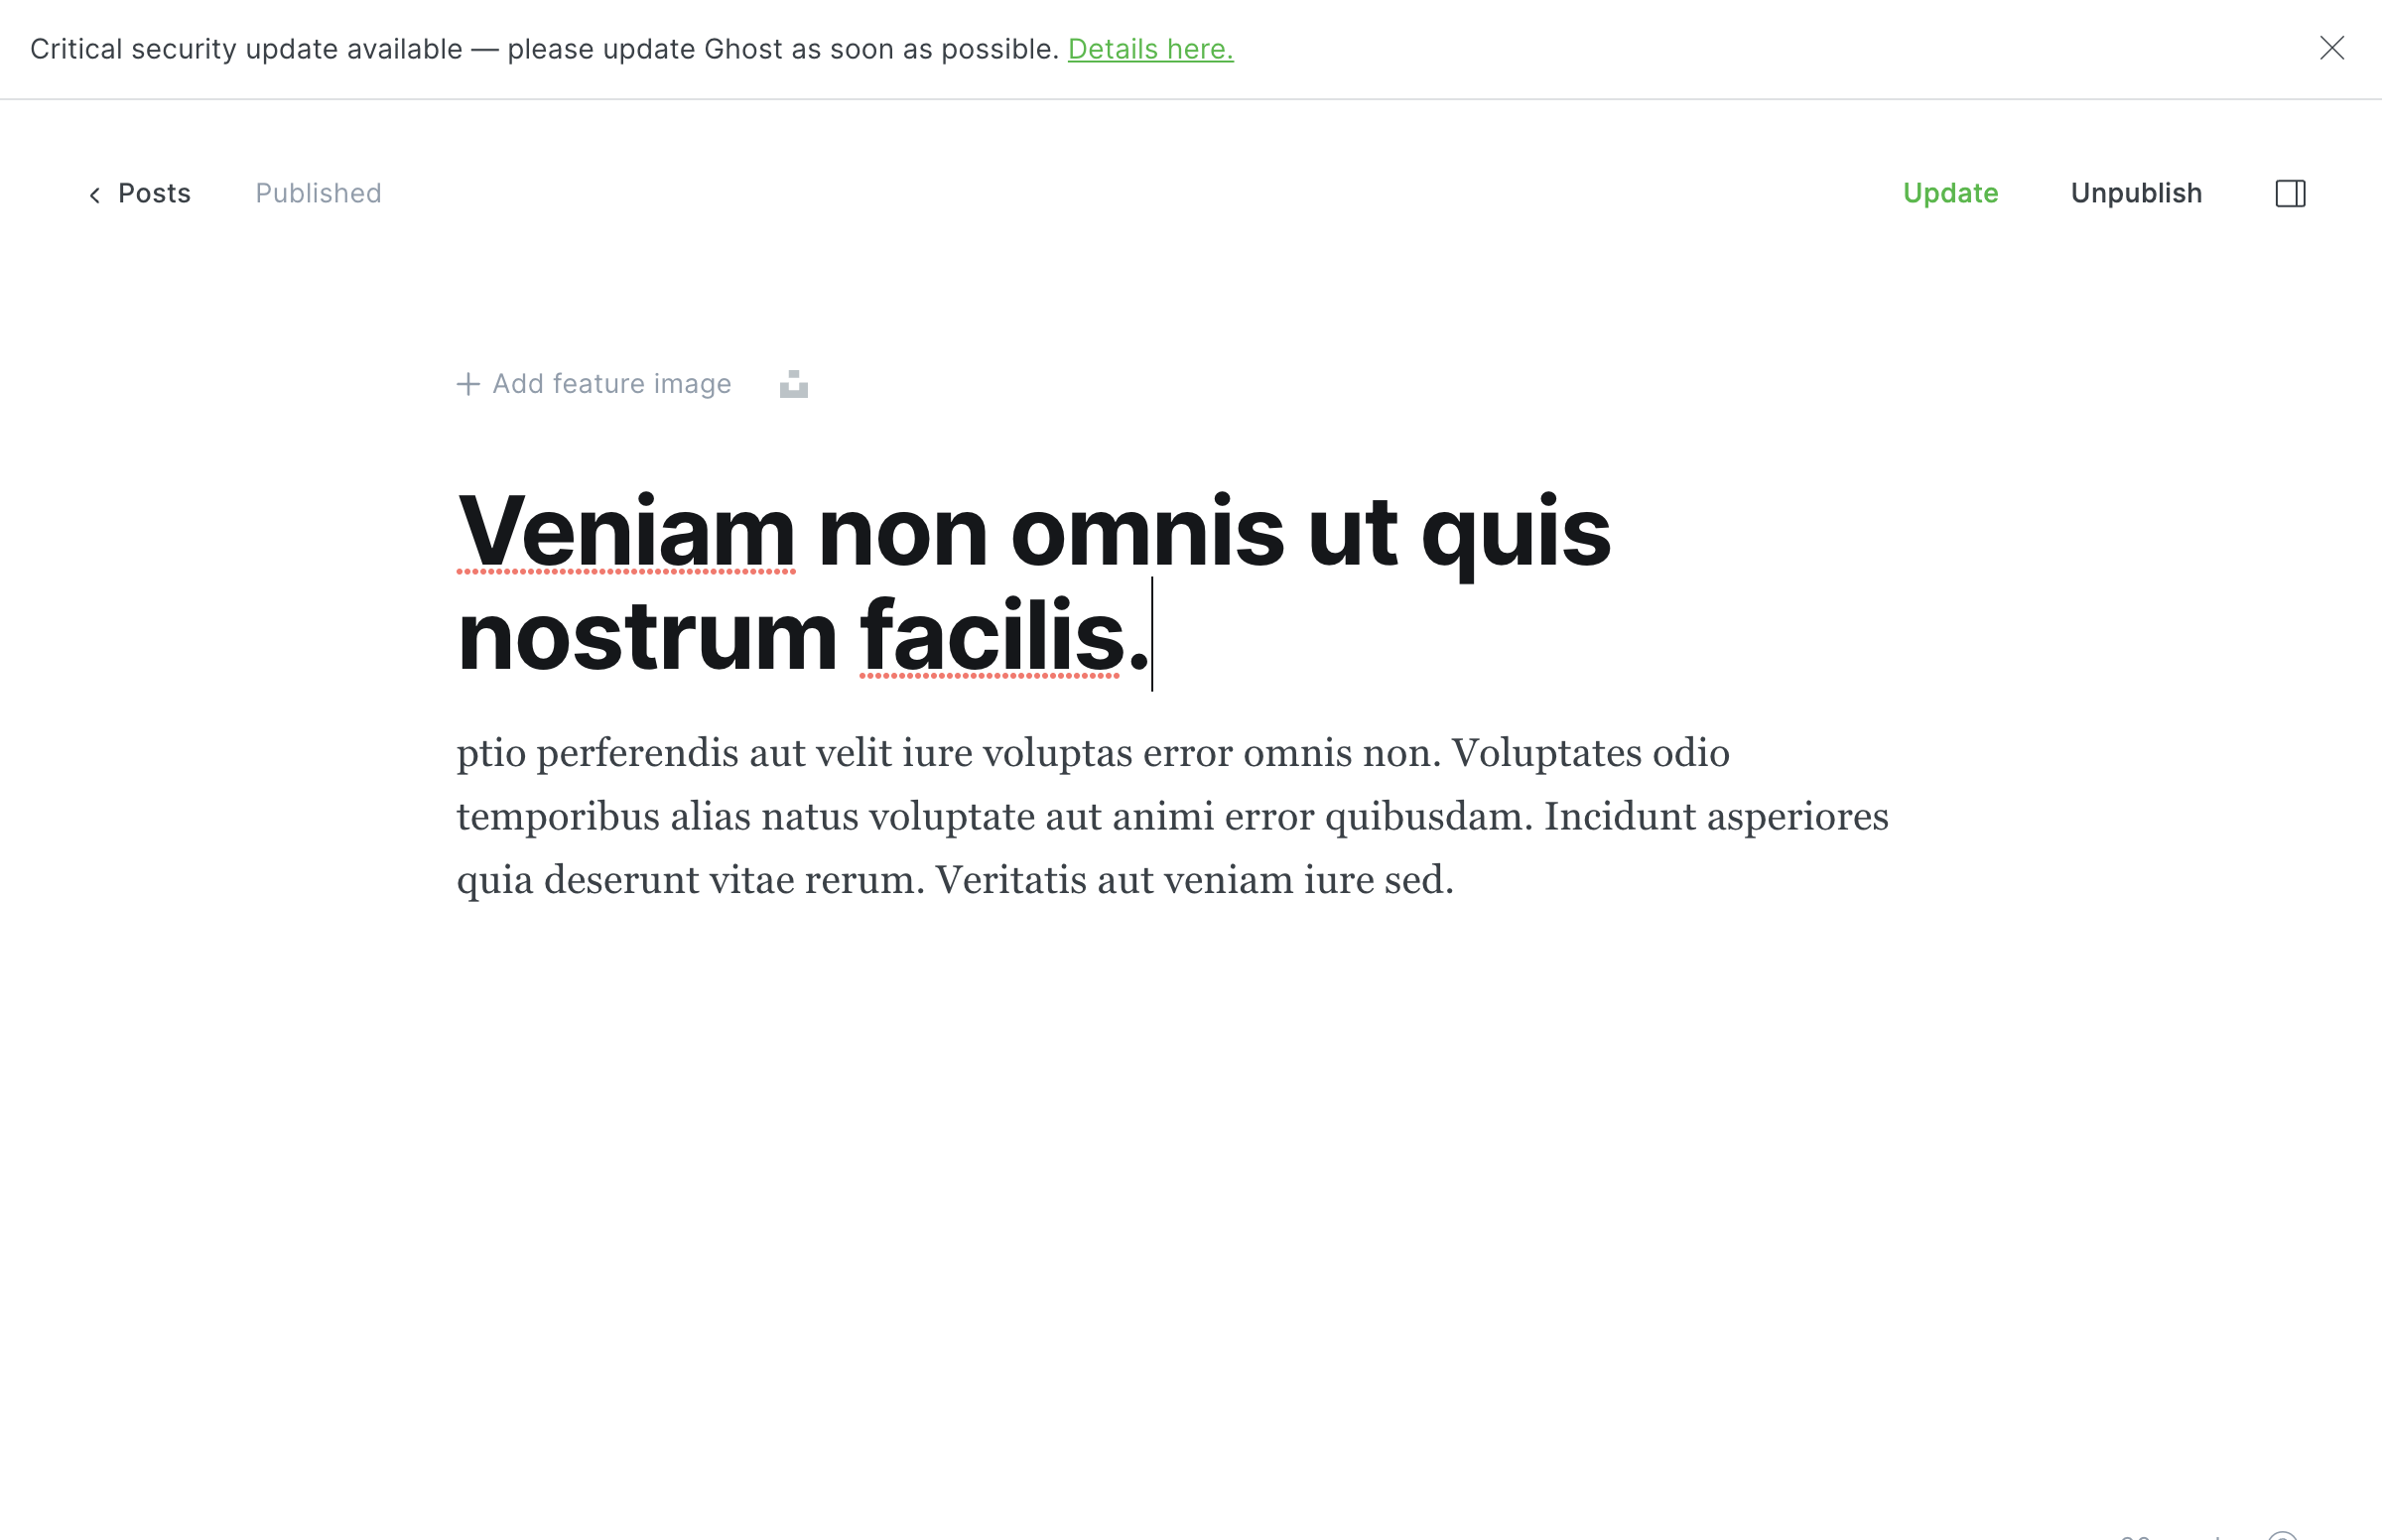 Critical security update available — please update Ghost as soon as possible. Details here.
Posts Published Update Unpublish
Add feature image
Veniam non omnis ut quis
nostrum facilis.
ptio perferendis aut velit iure voluptas error omnis non. Voluptates odio
temporibus alias natus voluptate aut animi error quibusdam. Incidunt asperiores
quia deserunt vitae rerum. Veritatis aut veniam iure sed.